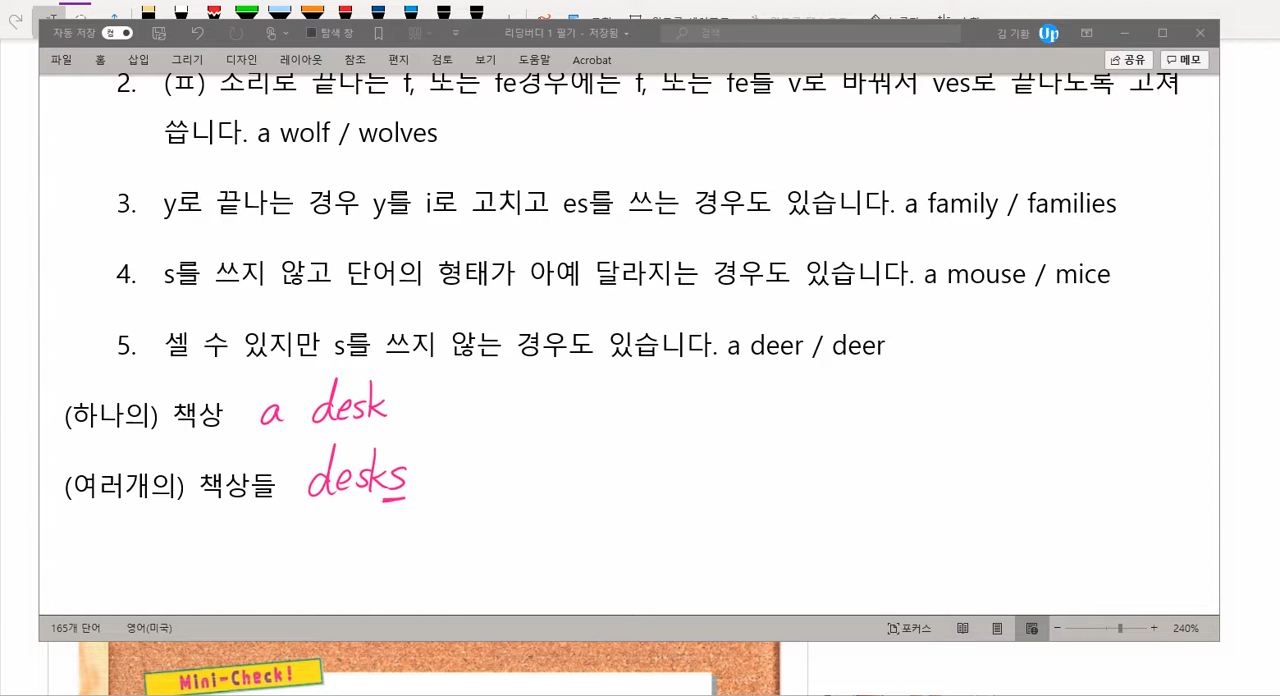 자동 저장 컴 탐색 창 리딩버디 1 필기 - 저장됨 검색 김 기환 Up
파일 홈 삽입 그리기 디자인 레이아웃 참조 편지 검토 보기 도움말 Acrobat 공유 메모
2. (ㅍ) 소리로 끝나는 f, 또는 fe경우에는 f, 또는 fe를 v로 바꿔서 ves로 끝나도록 고쳐
씁니다. a wolf / wolves
3. y로 끝나는 경우 y를 i로 고치고 es를 쓰는 경우도 있습니다. a family / families
4. s를 쓰지 않고 단어의 형태가 아예 달라지는 경우도 있습니다. a mouse / mice
5. 셀 수 있지만 s를 쓰지 않는 경우도 있습니다. a deer / deer
(하나의) 책상 a desk
(여러개의) 책상들 desks
165개 단어 영어(미국) 포커스 240%
Mini-Check!